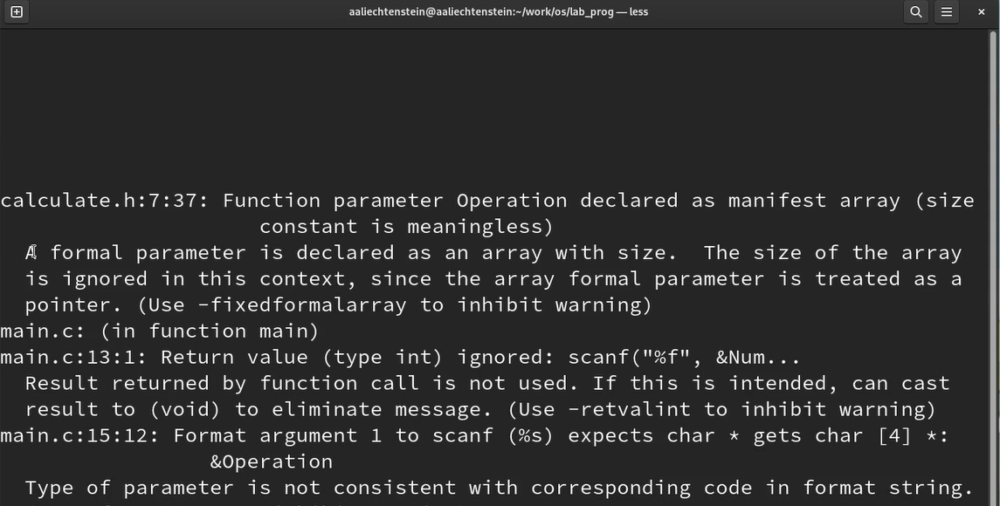 aaliechtenstein@aaliechtenstein:~/work/os/lab_prog — less
calculate.h:7:37: Function parameter Operation declared as manifest array (size
constant is meaningless)
A formal parameter is declared as an array with size.  The size of the array
is ignored in this context, since the array formal parameter is treated as a
pointer. (Use -fixedformalarray to inhibit warning)
main.c: (in function main)
main.c:13:1: Return value (type int) ignored: scanf("%f", &Num...
Result returned by function call is not used. If this is intended, can cast
result to (void) to eliminate message. (Use -retvalint to inhibit warning)
main.c:15:12: Format argument 1 to scanf (%s) expects char * gets char [4] *:
&Operation
Type of parameter is not consistent with corresponding code in format string.